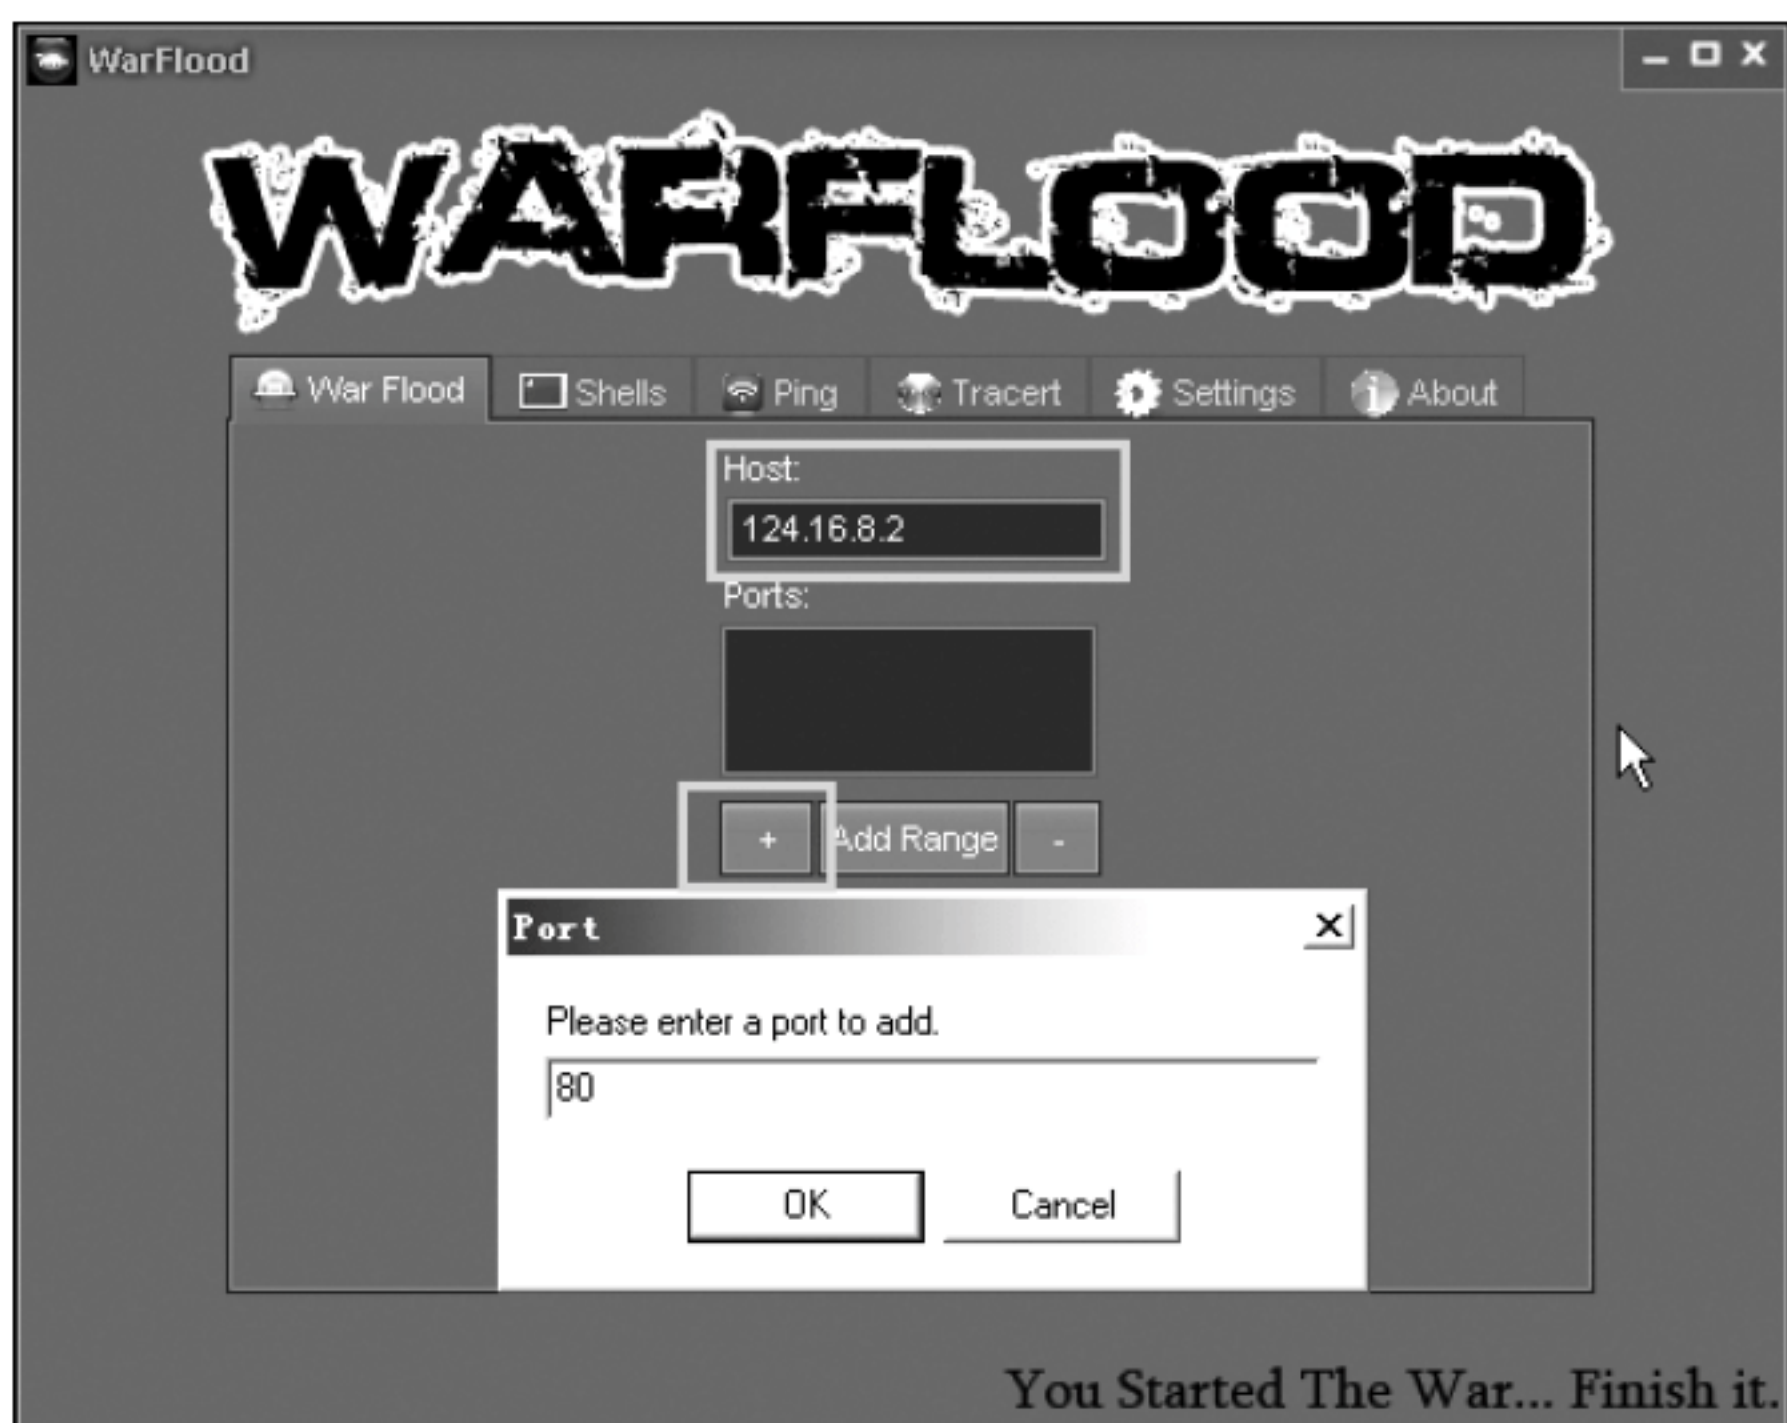 WarFlood
WARFLOOD
War Flood Shells Ping Tracert Settings About
Host:
124.16.8.2
Ports:
+ Add Range -
Port
Please enter a port to add.
80
OK Cancel
You Started The War... Finish it.